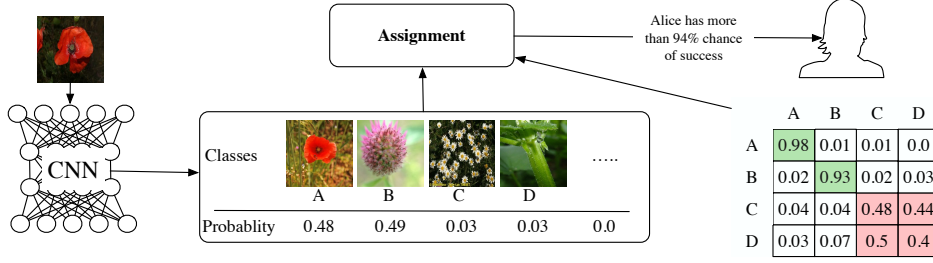 Assignment
Alice has more
than 94% chance
of success
CNN
Classes
.....
A B C D
Probablity 0.48 0.49 0.03 0.03 0.0
A B C D
A 0.98 0.01 0.01 0.0
B 0.02 0.93 0.02 0.03
C 0.04 0.04 0.48 0.44
D 0.03 0.07 0.5 0.4